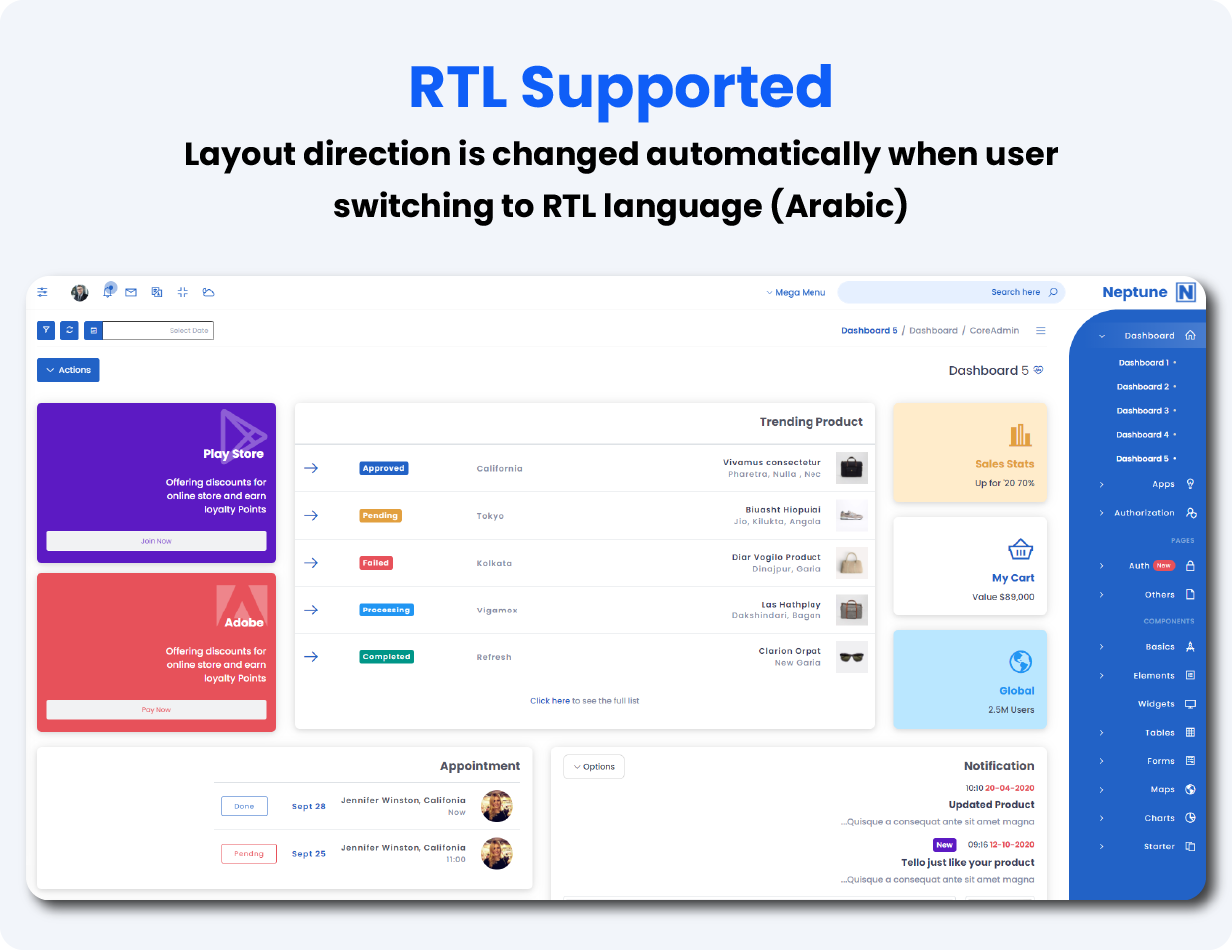 RTL Supported
Layout direction is changed automatically when user
switching to RTL language (Arabic)
Mega Menu
Search here
Neptune N
Select Date
Dashboard 5 / Dashboard / CoreAdmin
Actions
Dashboard 5
Play Store
Offering discounts for
online store and earn
loyalty Points
Join Now
Adobe
Offering discounts for
online store and earn
loyalty Points
Pay Now
Trending Product
Approved
California
Vivamus consectetur
Pharetra, Nulla , Nec
Pending
Tokyo
Biuasht Hiopuiai
Jio, Kilukta, Angola
Failed
Kolkata
Diar Vogilo Product
Dinajpur, Garia
Processing
Vigamox
Las Hathpley
Dakshindari, Bagan
Completed
Refresh
Clarion Orpat
New Garia
Click here to see the full list
Sales Stats
Up for '20 70%
My Cart
Value $89,000
Global
2.5M Users
Appointment
Done
Sept 28
Jennifer Winston, Califonia
Now
Pendng
Sept 25
Jennifer Winston, Califonia
11:00
Options
Notification
10:10 20-04-2020
Updated Product
...Quisque a consequat ante sit amet magna
New
09:16 12-10-2020
Tello just like your product
...Quisque a consequat ante sit amet magna
Dashboard
Dashboard 1
Dashboard 2
Dashboard 3
Dashboard 4
Dashboard 5
Apps
Authorization
PAGES
Auth New
Others
COMPONENTS
Basics
Elements
Widgets
Tables
Forms
Maps
Charts
Starter